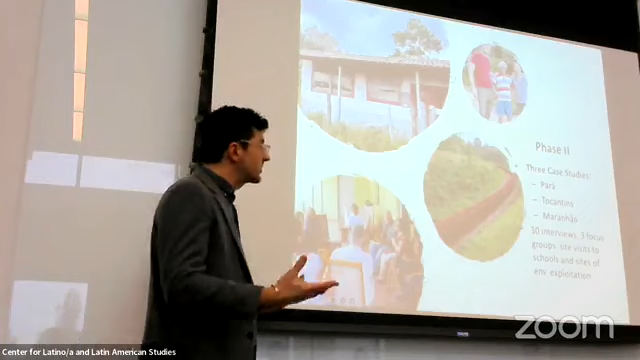 Phase II
Three Case Studies:
– Pará
– Tocantins
– Maranhão
30 interviews, 3 focus
groups, site visits to
schools and sites of
env. exploitation
zoom
Center for Latino/a and Latin American Studies